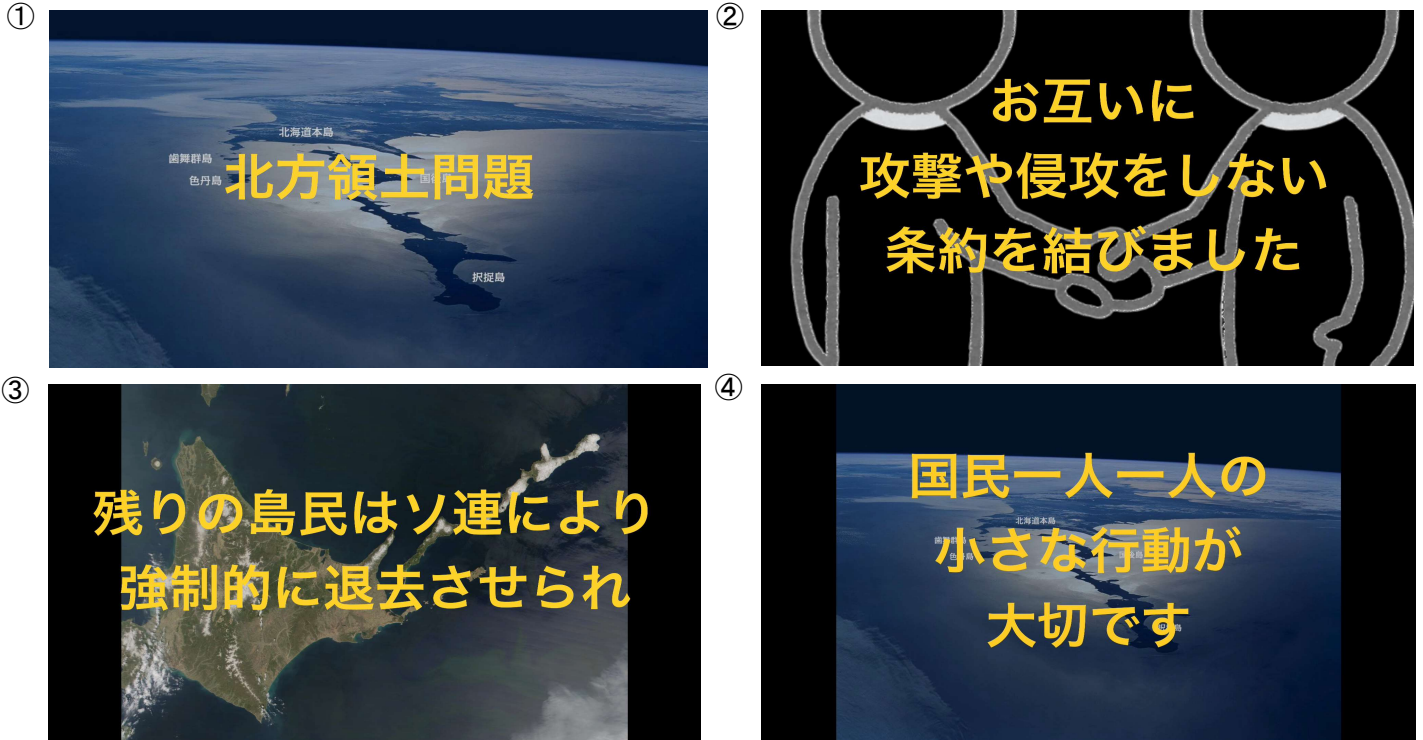 ①
北海道本島
歯舞群島
色丹島
北方領土問題
択捉島
②
お互いに
攻撃や侵攻をしない
条約を結びました
③
残りの島民はソ連により
強制的に退去させられ
④
国民一人一人の
北海道本島
小さな行動が
大切です